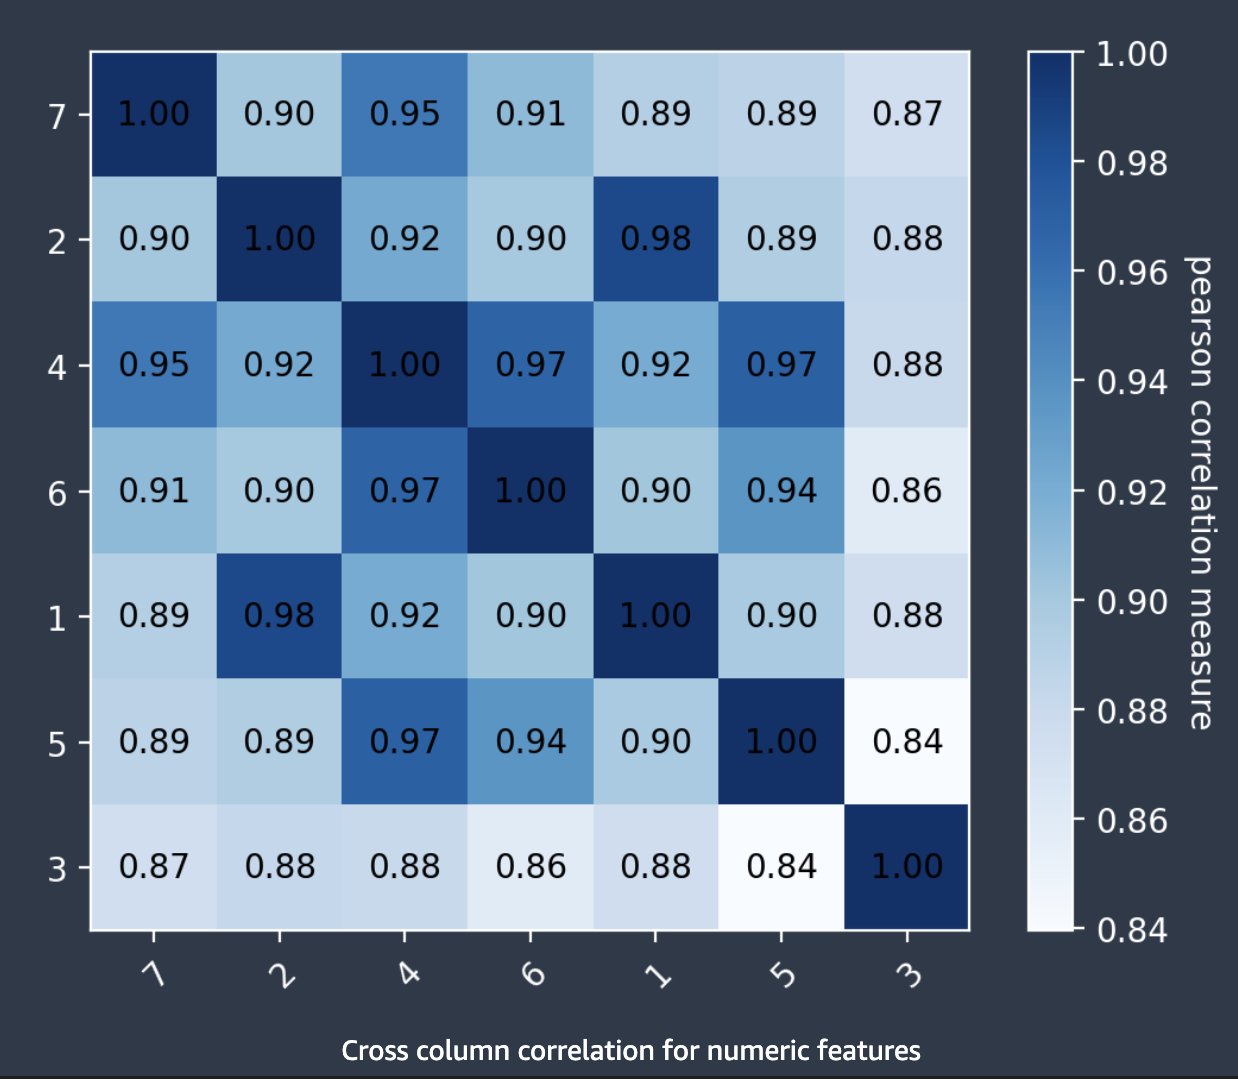 7 1.00 0.90 0.95 0.91 0.89 0.89 0.87
2 0.90 1.00 0.92 0.90 0.98 0.89 0.88
4 0.95 0.92 1.00 0.97 0.92 0.97 0.88
6 0.91 0.90 0.97 1.00 0.90 0.94 0.86
1 0.89 0.98 0.92 0.90 1.00 0.90 0.88
5 0.89 0.89 0.97 0.94 0.90 1.00 0.84
3 0.87 0.88 0.88 0.86 0.88 0.84 1.00
7 2 4 6 1 5 3
1.00
0.98
0.96
0.94
0.92
0.90
0.88
0.86
0.84
pearson correlation measure
Cross column correlation for numeric features